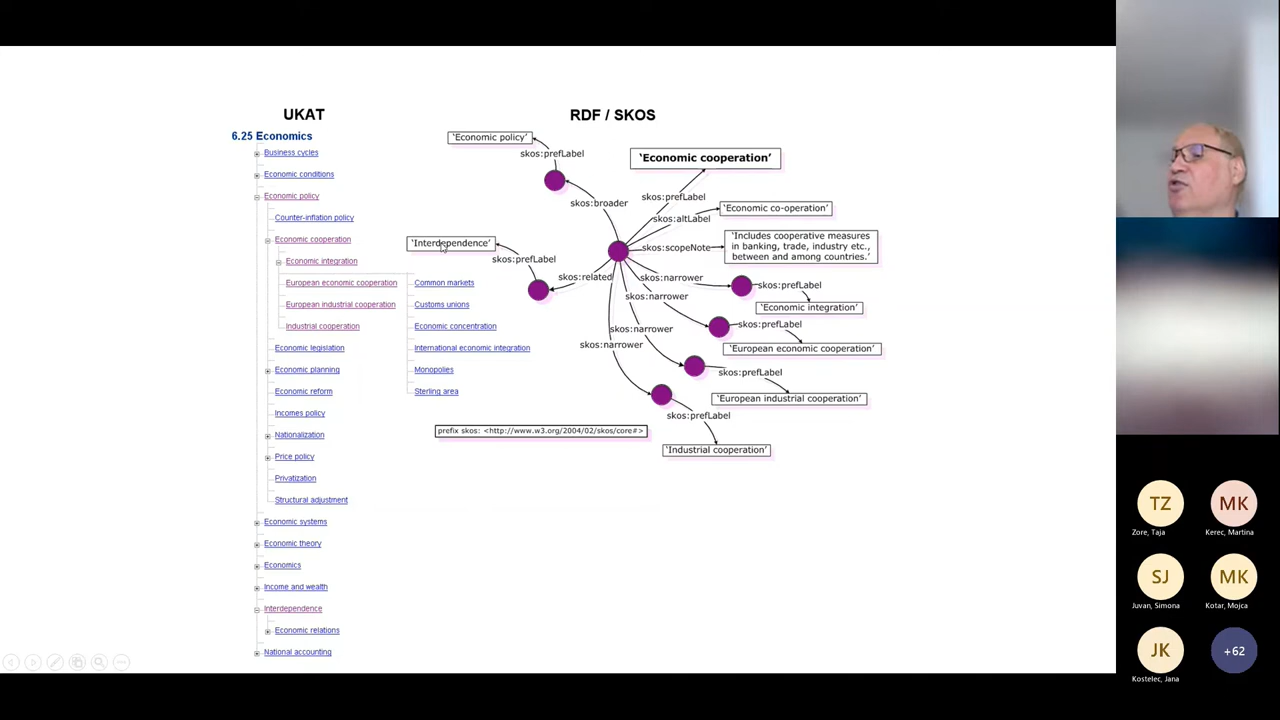 UKAT
6.25 Economics
Business cycles
Economic conditions
Economic policy
Counter-inflation policy
Economic cooperation
Economic integration
European economic cooperation
European industrial cooperation
Industrial cooperation
Common markets
Customs unions
Economic concentration
International economic integration
Monopolies
Sterling area
Economic legislation
Economic planning
Economic reform
Incomes policy
Nationalization
Price policy
Privatization
Structural adjustment
Economic systems
Economic theory
Economics
Income and wealth
Interdependence
Economic relations
National accounting
RDF / SKOS
'Economic policy'
skos:prefLabel
skos:broader
'Economic cooperation'
skos:prefLabel
skos:altLabel
'Economic co-operation'
skos:scopeNote
'Includes cooperative measures
in banking, trade, industry etc.,
between and among countries.'
'Interdependence'
skos:prefLabel
skos:related
skos:narrower
skos:prefLabel
'Economic integration'
skos:narrower
skos:prefLabel
'European economic cooperation'
skos:narrower
skos:prefLabel
'European industrial cooperation'
skos:narrower
skos:prefLabel
'Industrial cooperation'
prefix skos: <http://www.w3.org/2004/02/skos/core#>
TZ
Zore, Taja
MK
Kerec, Martina
SJ
Juvan, Simona
MK
Kotar, Mojca
JK
Kostelec, Jana
+62